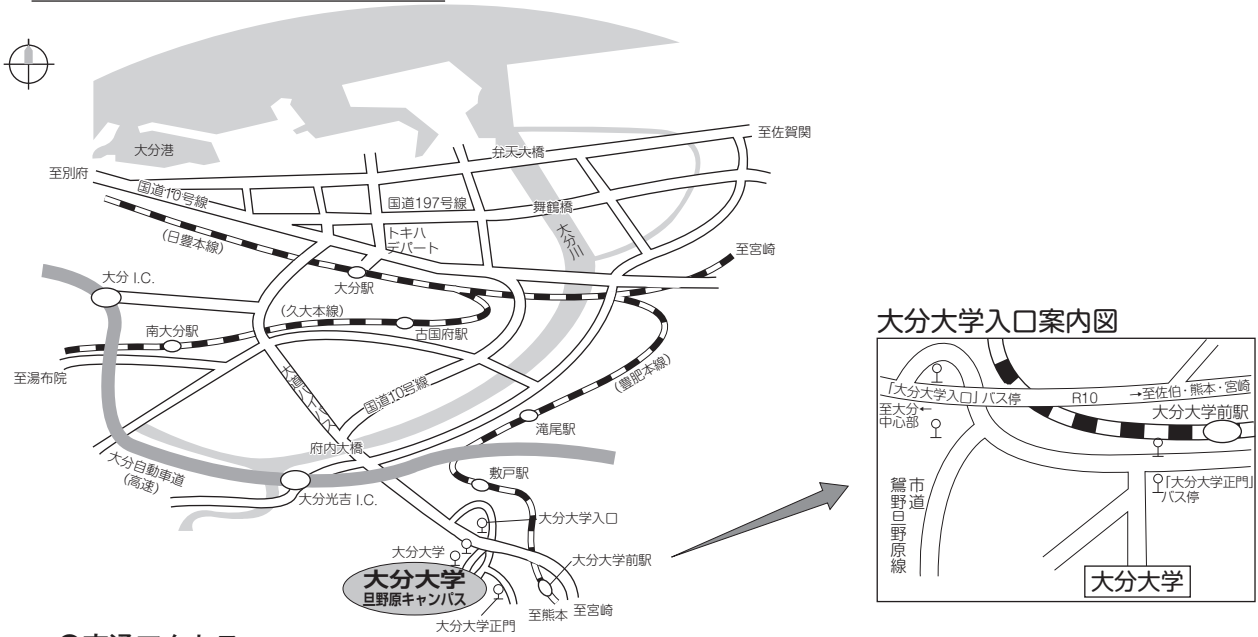 大分港
至別府
国道10号線
(日豊本線)
国道197号線
弁天大橋
至佐賀関
舞鶴橋
大分川
トキハ
デパート
至宮崎
大分 I.C.
大分駅
(久大本線)
南大分駅
古国府駅
至湯布院
大道バイパス
国道10号線
(豊肥本線)
滝尾駅
府内大橋
大分自動車道
(高速)
大分光吉 I.C.
敷戸駅
大分大学入口
大分大学
大分大学前駅
大分大学
旦野原キャンパス
大分大学正門
至熊本
至宮崎
大分大学入口案内図
「大分大学入口」バス停
R10
→至佐伯・熊本・宮崎
至大分←
中心部
大分大学前駅
市道
鴛野旦野原線
「大分大学正門」
バス停
大分大学